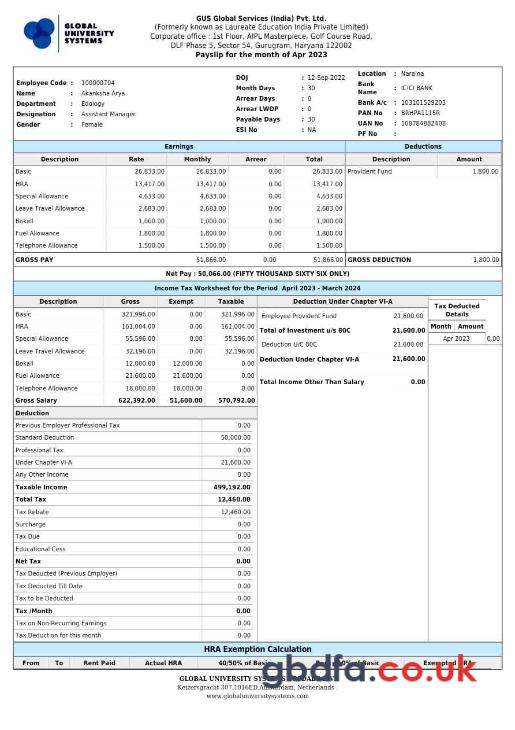 GLOBAL UNIVERSITY SYSTEMS
GUS Global Services (India) Pvt. Ltd.
(Formerly known as Laureate Education India Private Limited)
Corporate office : 1st Floor, AIPL Masterpiece, Golf Course Road,
DLF Phase 5, Sector 54, Gurugram, Haryana 122002
Payslip for the month of Apr 2023
Employee Code : 100000704
Name : Akanksha Arya
Department : Edology
Designation : Assistant Manager
Gender : Female
DOJ : 12-Sep-2022
Month Days : 30
Arrear Days : 0
Arrear LWOP : 0
Payable Days : 30
ESI No : NA
Location : Naraina
Bank Name : ICICI BANK
Bank A/c : 103101529203
PAN No : BRHPA1115R
UAN No : 100784882408
PF No :
Earnings Deductions
Description Rate Monthly Arrear Total Description Amount
Basic 26,833.00 26,833.00 0.00 26,833.00 Provident Fund 1,800.00
HRA 13,417.00 13,417.00 0.00 13,417.00
Special Allowance 4,633.00 4,633.00 0.00 4,633.00
Leave Travel Allowance 2,683.00 2,683.00 0.00 2,683.00
Bokall 1,000.00 1,000.00 0.00 1,000.00
Fuel Allowance 1,800.00 1,800.00 0.00 1,800.00
Telephone Allowance 1,500.00 1,500.00 0.00 1,500.00
GROSS PAY 51,866.00 0.00 51,866.00 GROSS DEDUCTION 1,800.00
Net Pay : 50,066.00 (FIFTY THOUSAND SIXTY SIX ONLY)
Income Tax Worksheet for the Period April 2023 - March 2024
Description Gross Exempt Taxable Deduction Under Chapter VI-A Tax Deducted Details
Basic 321,996.00 0.00 321,996.00
HRA 161,004.00 0.00 161,004.00
Special Allowance 55,596.00 0.00 55,596.00
Leave Travel Allowance 32,196.00 0.00 32,196.00
Bokall 12,000.00 12,000.00 0.00
Fuel Allowance 21,600.00 21,600.00 0.00
Telephone Allowance 18,000.00 18,000.00 0.00
Gross Salary 622,392.00 51,600.00 570,792.00
Employee Provident Fund 21,600.00
Total of Investment u/s 80C 21,600.00
Deduction U/C 80C 21,600.00
Deduction Under Chapter VI-A 21,600.00
Total Income Other Than Salary 0.00
Month Amount
Apr 2023 0.00
Deduction
Previous Employer Professional Tax 0.00
Standard Deduction 50,000.00
Professional Tax 0.00
Under Chapter VI-A 21,600.00
Any Other Income 0.00
Taxable Income 499,192.00
Total Tax 12,460.00
Tax Rebate 12,460.00
Surcharge 0.00
Tax Due 0.00
Educational Cess 0.00
Net Tax 0.00
Tax Deducted (Previous Employer) 0.00
Tax Deducted Till Date 0.00
Tax to be Deducted 0.00
Tax /Month 0.00
Tax on Non-Recurring Earnings 0.00
Tax Deduction for this month 0.00
HRA Exemption Calculation
From To Rent Paid Actual HRA 40/50% of Basic 10% of Basic Exempted HRA
gbdfa.co.uk
GLOBAL UNIVERSITY
Keizersgracht 307,1016ED,Amsterdam, Netherlands .
www.globaluniversitysystems.com